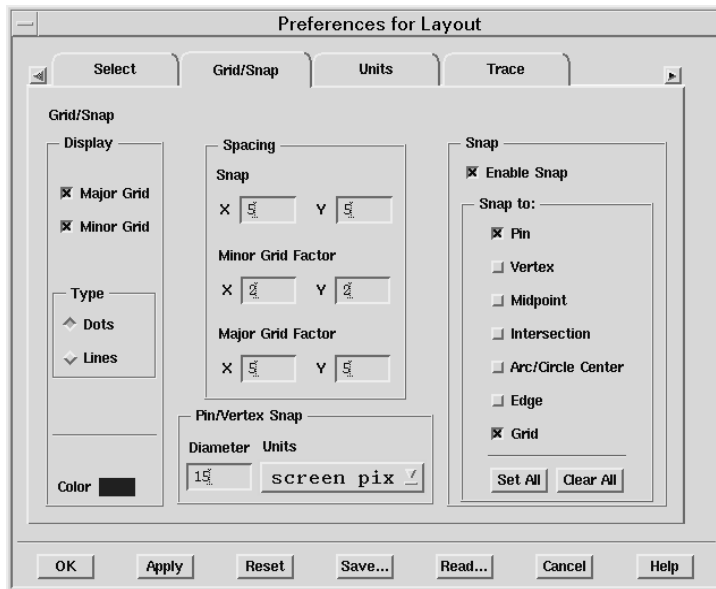 Preferences for Layout
Select
Grid/Snap
Units
Trace
Grid/Snap
Display
Major Grid
Minor Grid
Type
Dots
Lines
Color
Spacing
Snap
X 5 Y 5
Minor Grid Factor
X 2 Y 2
Major Grid Factor
X 5 Y 5
Pin/Vertex Snap
Diameter Units
15 screen pix
Snap
Enable Snap
Snap to:
Pin
Vertex
Midpoint
Intersection
Arc/Circle Center
Edge
Grid
Set All Clear All
OK Apply Reset Save... Read... Cancel Help